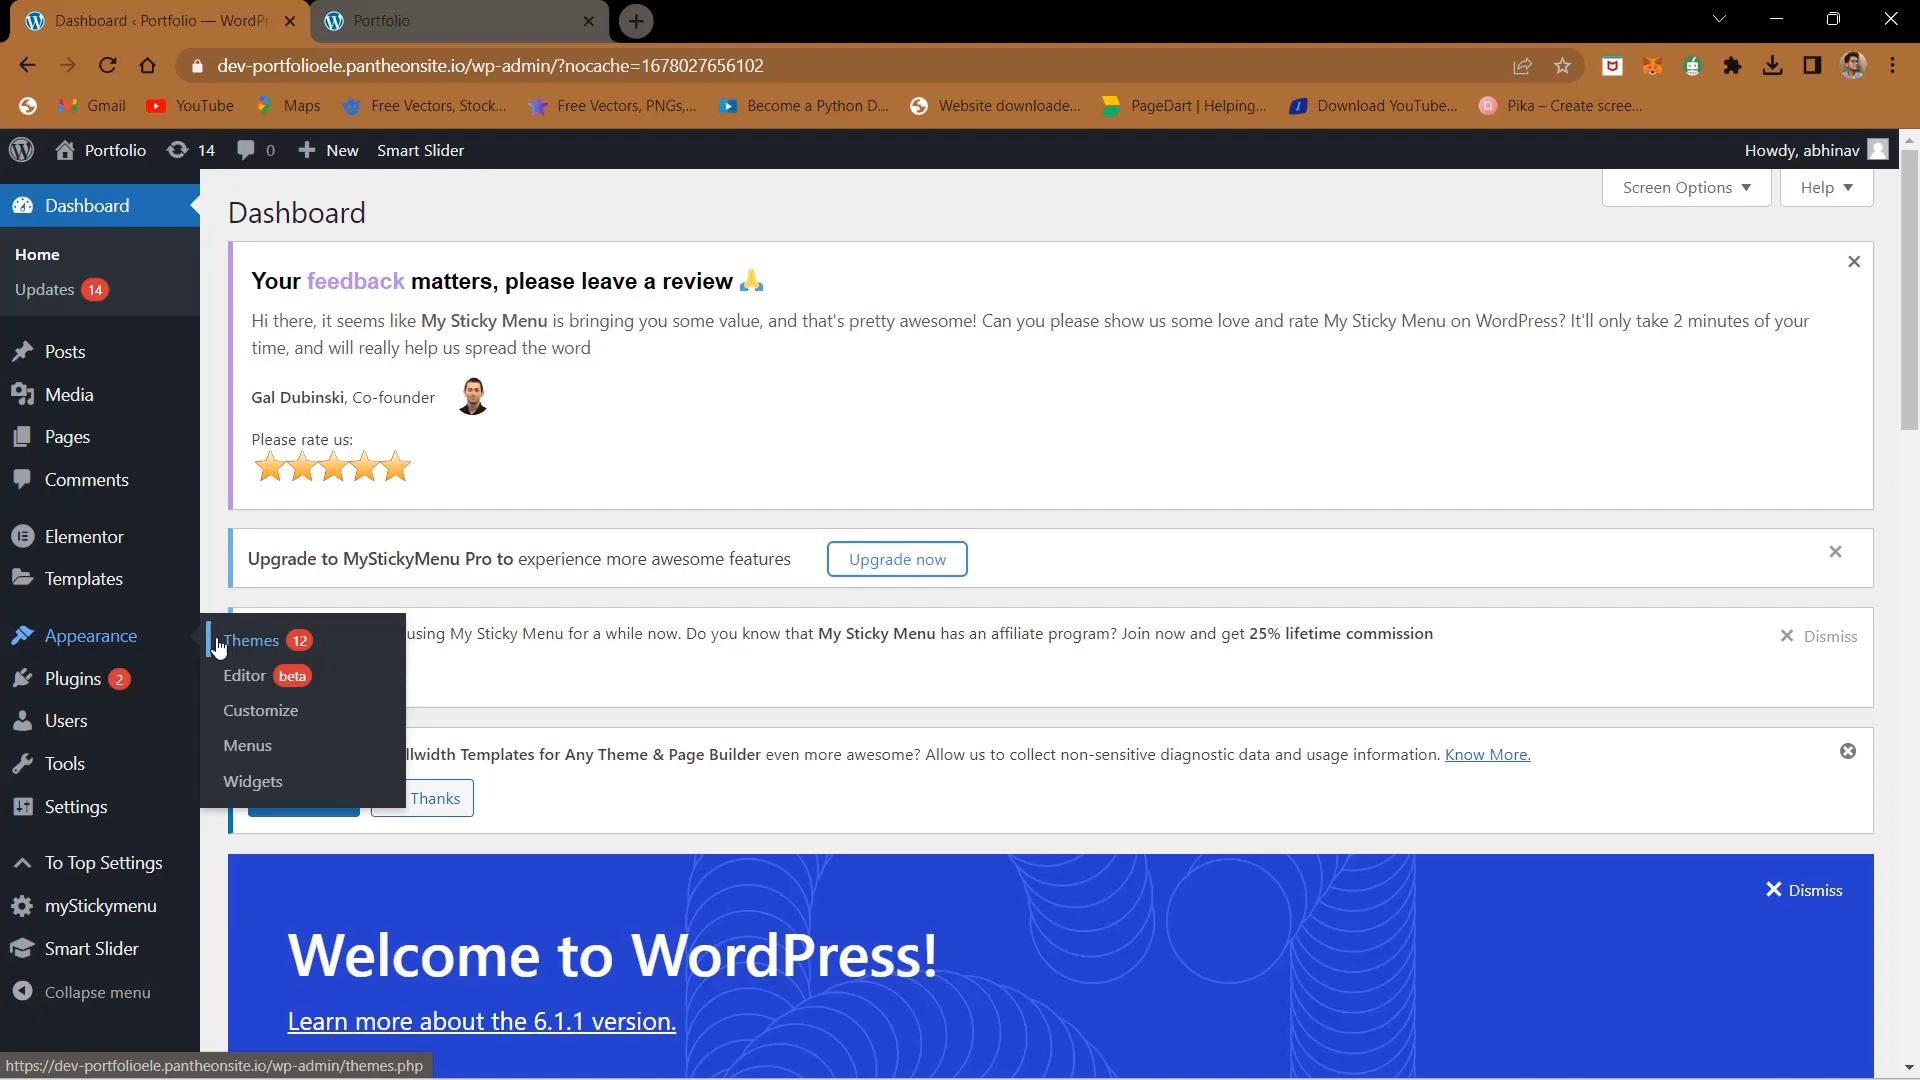 Dashboard ‹ Portfolio — WordPr
Portfolio
dev-portfolioele.pantheonsite.io/wp-admin/?nocache=1678027656102
Gmail
YouTube
Maps
Free Vectors, Stock...
Free Vectors, PNGs,...
Become a Python D...
Website downloade...
PageDart | Helping...
Download YouTube...
Pika – Create scree...
Portfolio
14
0
New
Smart Slider
Howdy, abhinav
Dashboard
Home
Updates 14
Posts
Media
Pages
Comments
Elementor
Templates
Appearance
Plugins 2
Users
Tools
Settings
To Top Settings
myStickymenu
Smart Slider
Collapse menu
Themes 12
Editor beta
Customize
Menus
Widgets
Screen Options
Help
Dashboard
Your feedback matters, please leave a review 🙏
Hi there, it seems like My Sticky Menu is bringing you some value, and that's pretty awesome! Can you please show us some love and rate My Sticky Menu on WordPress? It'll only take 2 minutes of your
time, and will really help us spread the word
Gal Dubinski, Co-founder
Please rate us:
Upgrade to MyStickyMenu Pro to experience more awesome features
Upgrade now
using My Sticky Menu for a while now. Do you know that My Sticky Menu has an affiliate program? Join now and get 25% lifetime commission
Dismiss
llwidth Templates for Any Theme & Page Builder even more awesome? Allow us to collect non-sensitive diagnostic data and usage information. Know More.
Thanks
Dismiss
Welcome to WordPress!
Learn more about the 6.1.1 version.
https://dev-portfolioele.pantheonsite.io/wp-admin/themes.php